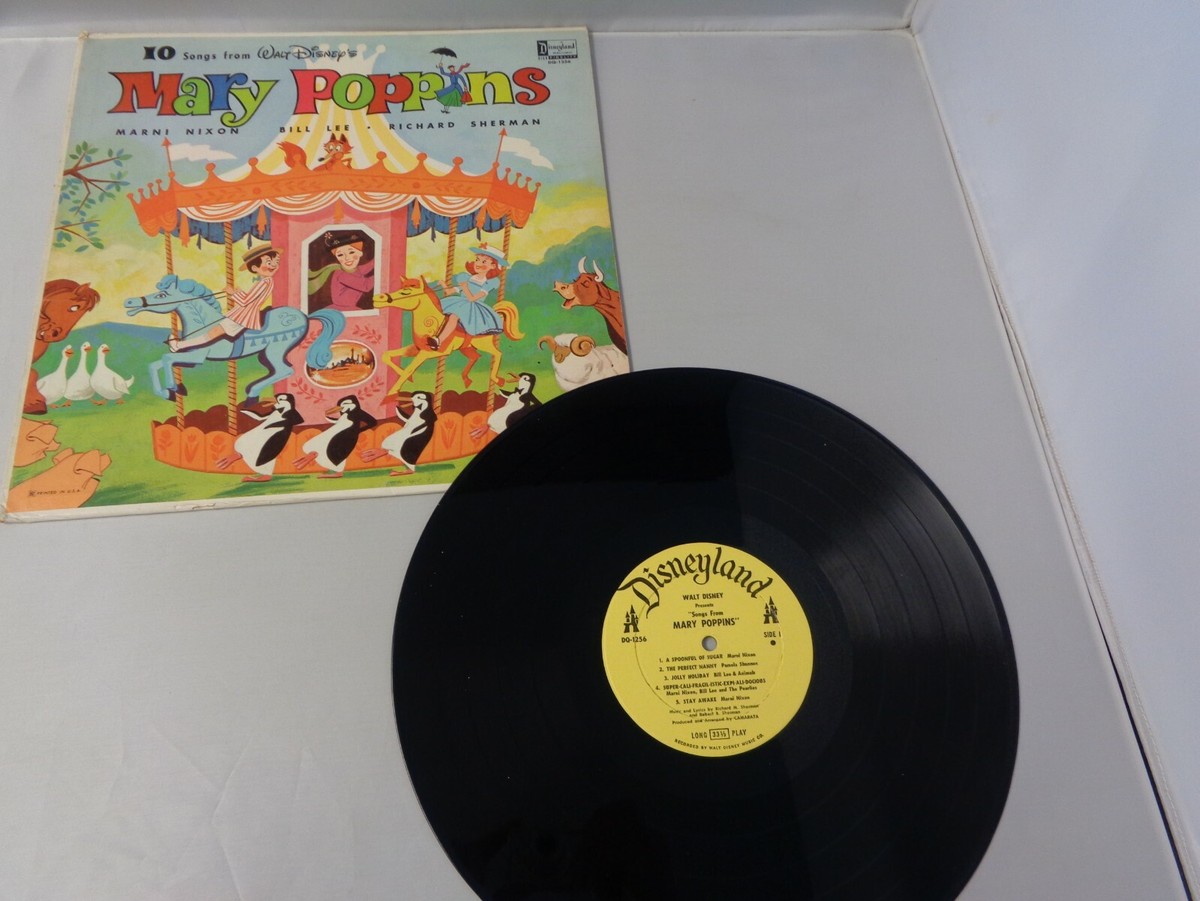 10 Songs from WALT DISNEY'S
Mary Poppins
MARNI NIXON BILL LEE • RICHARD SHERMAN
Disneyland
HIGH FIDELITY
DQ-1256
PRINTED IN U.S.A.
Disneyland
WALT DISNEY
Presents
"Songs From
MARY POPPINS"
DQ-1256
SIDE 1
1. A SPOONFUL OF SUGAR Marni Nixon
2. THE PERFECT NANNY Pamela Sherman
3. JOLLY HOLIDAY Bill Lee & Animals
4. SUPER-CALI-FRAGIL-ISTIC-EXPI-ALI-DOCIOUS
Marni Nixon, Bill Lee and The Pearlies
5. STAY AWAKE Marni Nixon
Music and Lyrics by Richard M. Sherman
and Robert B. Sherman
Produced and Arranged by CAMARATA
LONG 33⅓ PLAY
RECORDED BY WALT DISNEY MUSIC CO.